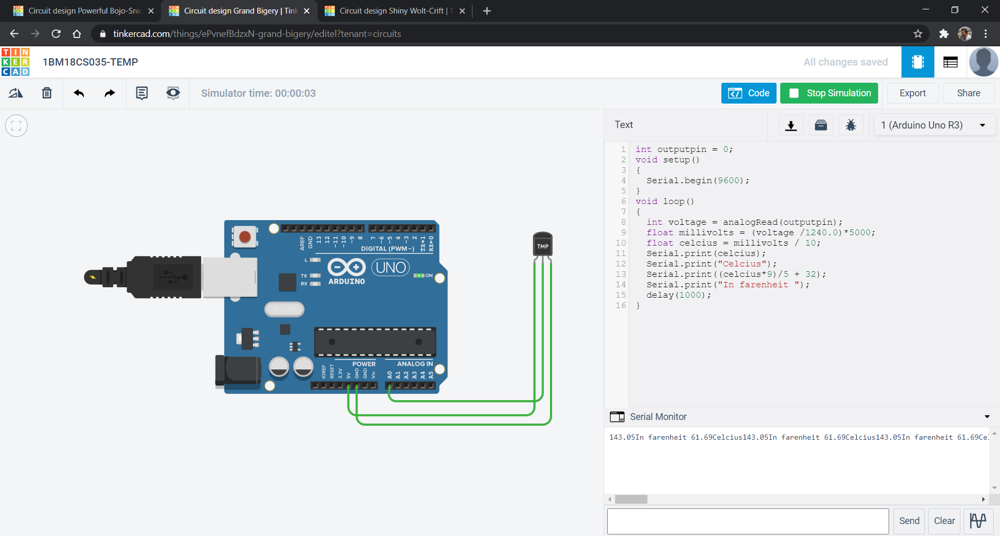 Circuit design Powerful Bojo-Snic
Circuit design Grand Bigery | Tink
Circuit design Shiny Wolt-Crift | T
tinkercad.com/things/ePvnefBdzxN-grand-bigery/editel?tenant=circuits
TIN
KER
CAD
1BM18CS035-TEMP
All changes saved
Simulator time: 00:00:03
Code
Stop Simulation
Export
Share
Text
1 (Arduino Uno R3)
1 int outputpin = 0;
2 void setup()
3 {
4 Serial.begin(9600);
5 }
6 void loop()
7 {
8 int voltage = analogRead(outputpin);
9 float millivolts = (voltage /1240.0)*5000;
10 float celcius = millivolts / 10;
11 Serial.print(celcius);
12 Serial.print("Celcius");
13 Serial.print((celcius*9)/5 + 32);
14 Serial.print("In farenheit ");
15 delay(1000);
16 }
AREF GND 13 12 ~11 ~10 ~9 8 7 ~6 ~5 4 ~3 2 TX→1 RX←0
DIGITAL (PWM~)
L
TX
RX
ARDUINO
UNO
ON
TMP
POWER
ANALOG IN
IOREF RESET 3.3V 5V GND GND Vin A0 A1 A2 A3 A4 A5
Serial Monitor
143.05In farenheit 61.69Celcius143.05In farenheit 61.69Celcius143.05In farenheit 61.69Cel
Send
Clear